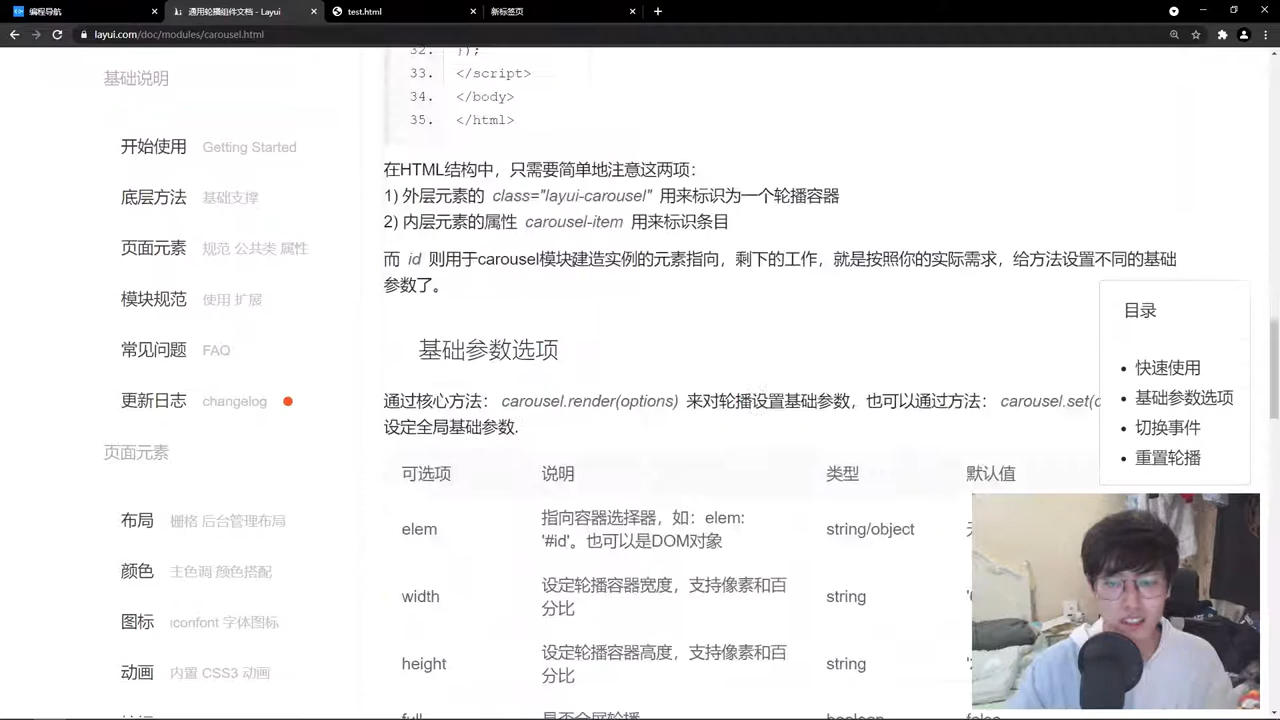 编程导航
通用轮播组件文档 - Layui
test.html
新标签页
layui.com/doc/modules/carousel.html
基础说明
开始使用 Getting Started
底层方法 基础支撑
页面元素 规范 公共类 属性
模块规范 使用 扩展
常见问题 FAQ
更新日志 changelog
页面元素
布局 栅格 后台管理布局
颜色 主色调 颜色搭配
图标 iconfont 字体图标
动画 内置 CSS3 动画
32. });
33. </script>
34. </body>
35. </html>
在HTML结构中，只需要简单地注意这两项：
1) 外层元素的 class="layui-carousel" 用来标识为一个轮播容器
2) 内层元素的属性 carousel-item 用来标识条目
而 id 则用于carousel模块建造实例的元素指向，剩下的工作，就是按照你的实际需求，给方法设置不同的基础
参数了。
基础参数选项
通过核心方法： carousel.render(options) 来对轮播设置基础参数，也可以通过方法： carousel.set(
设定全局基础参数.
可选项 说明 类型 默认值
elem 指向容器选择器，如：elem:
'#id'。也可以是DOM对象 string/object
width 设定轮播容器宽度，支持像素和百
分比 string
height 设定轮播容器高度，支持像素和百
分比 string
full 是否全屏轮播 boolean false
目录
快速使用
基础参数选项
切换事件
重置轮播